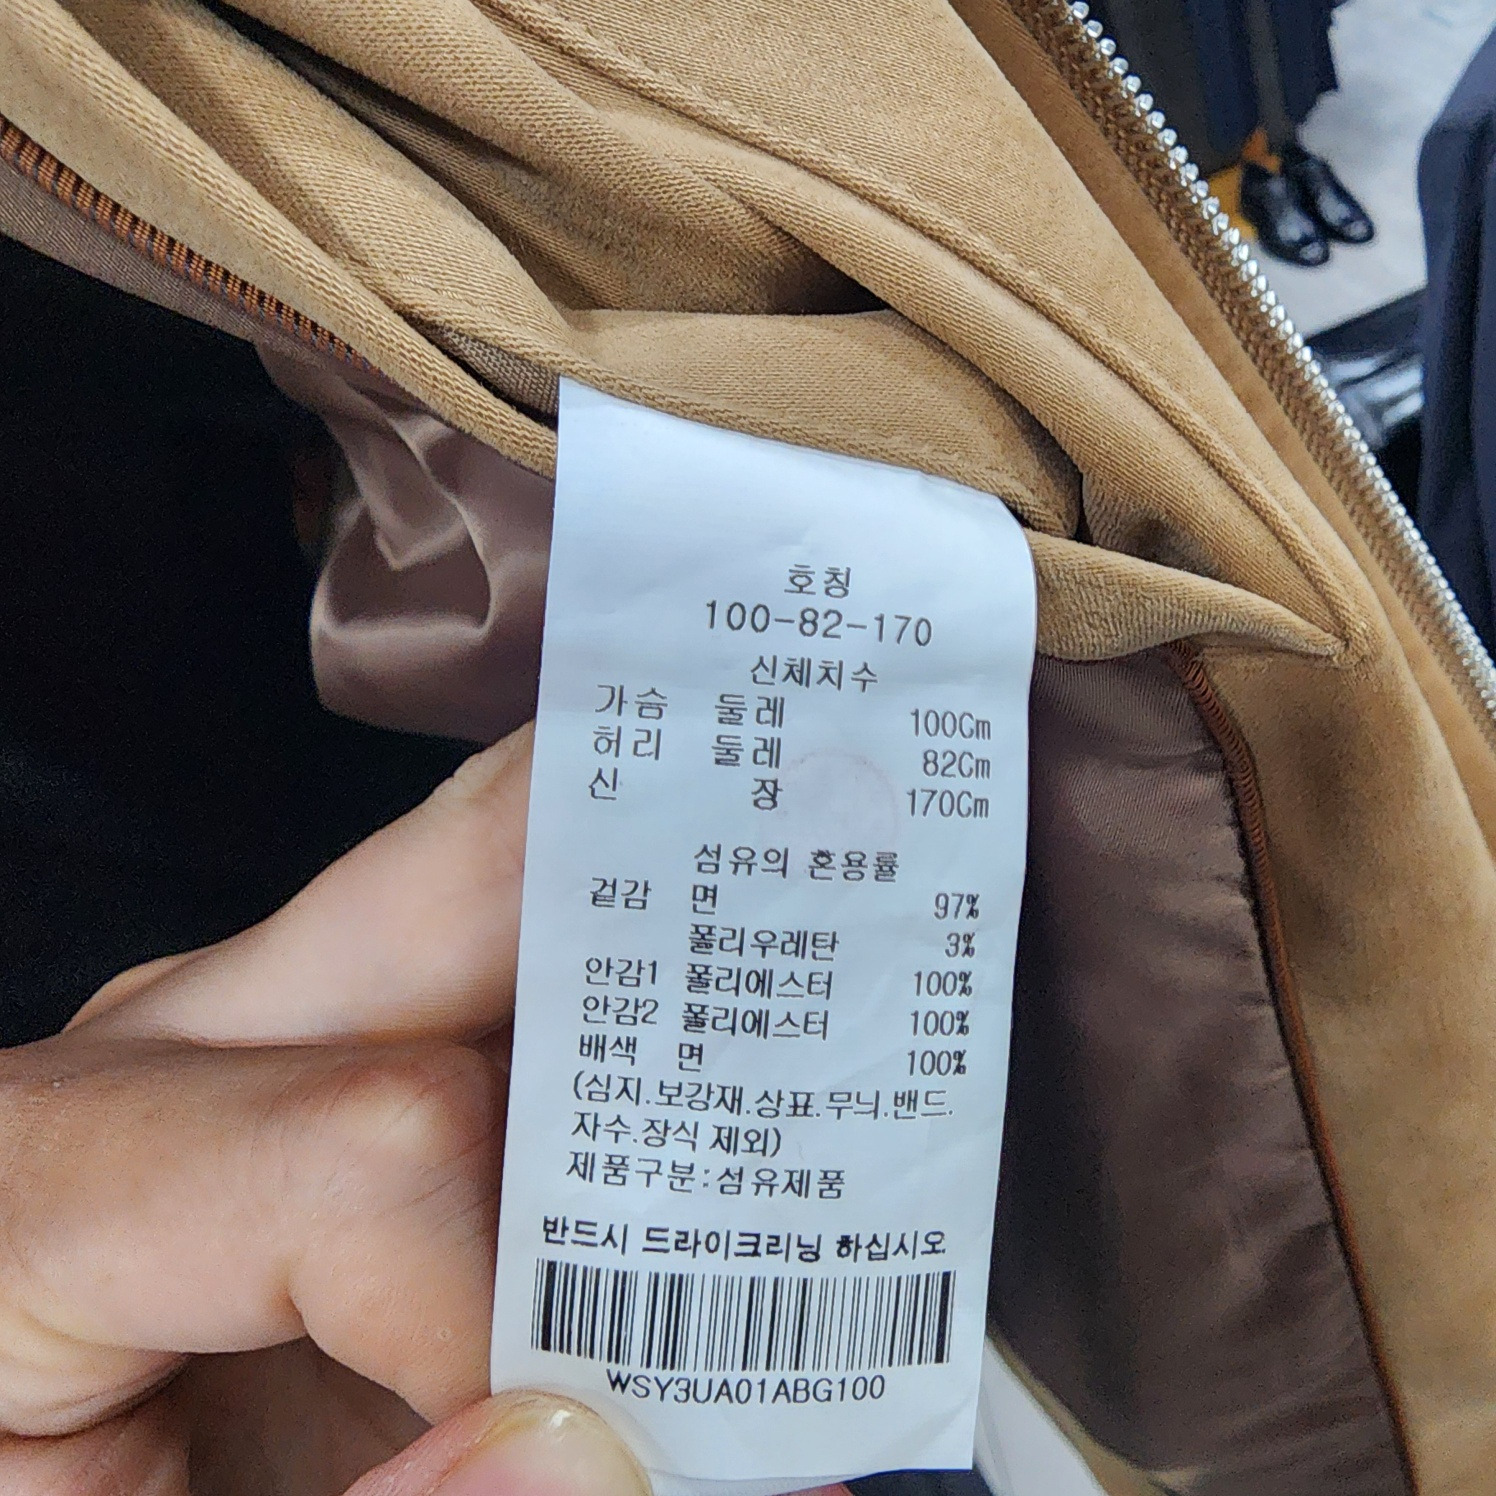 호칭
100-82-170
신체치수
가슴 둘레 100Cm
허리 둘레 82Cm
신 장 170Cm
섬유의 혼용률
겉감 면 97%
폴리우레탄 3%
안감1 폴리에스터 100%
안감2 폴리에스터 100%
배색 면 100%
(심지.보강재.상표.무늬.밴드.
자수.장식 제외)
제품구분:섬유제품
반드시 드라이크리닝 하십시오
WSY3UA01ABG100